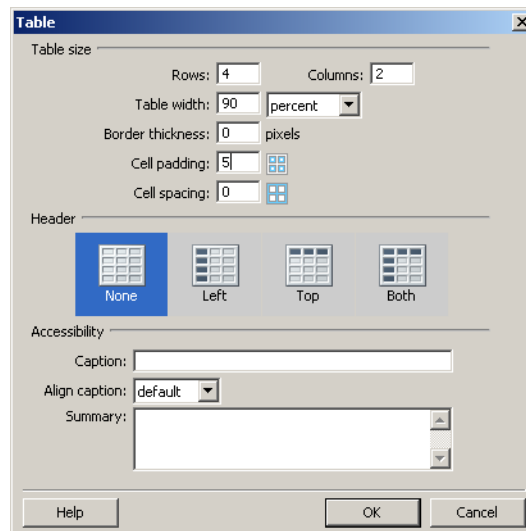 Table
Table size
Rows: 4 Columns: 2
Table width: 90 percent
Border thickness: 0 pixels
Cell padding: 5
Cell spacing: 0
Header
None Left Top Both
Accessibility
Caption:
Align caption: default
Summary:
Help OK Cancel